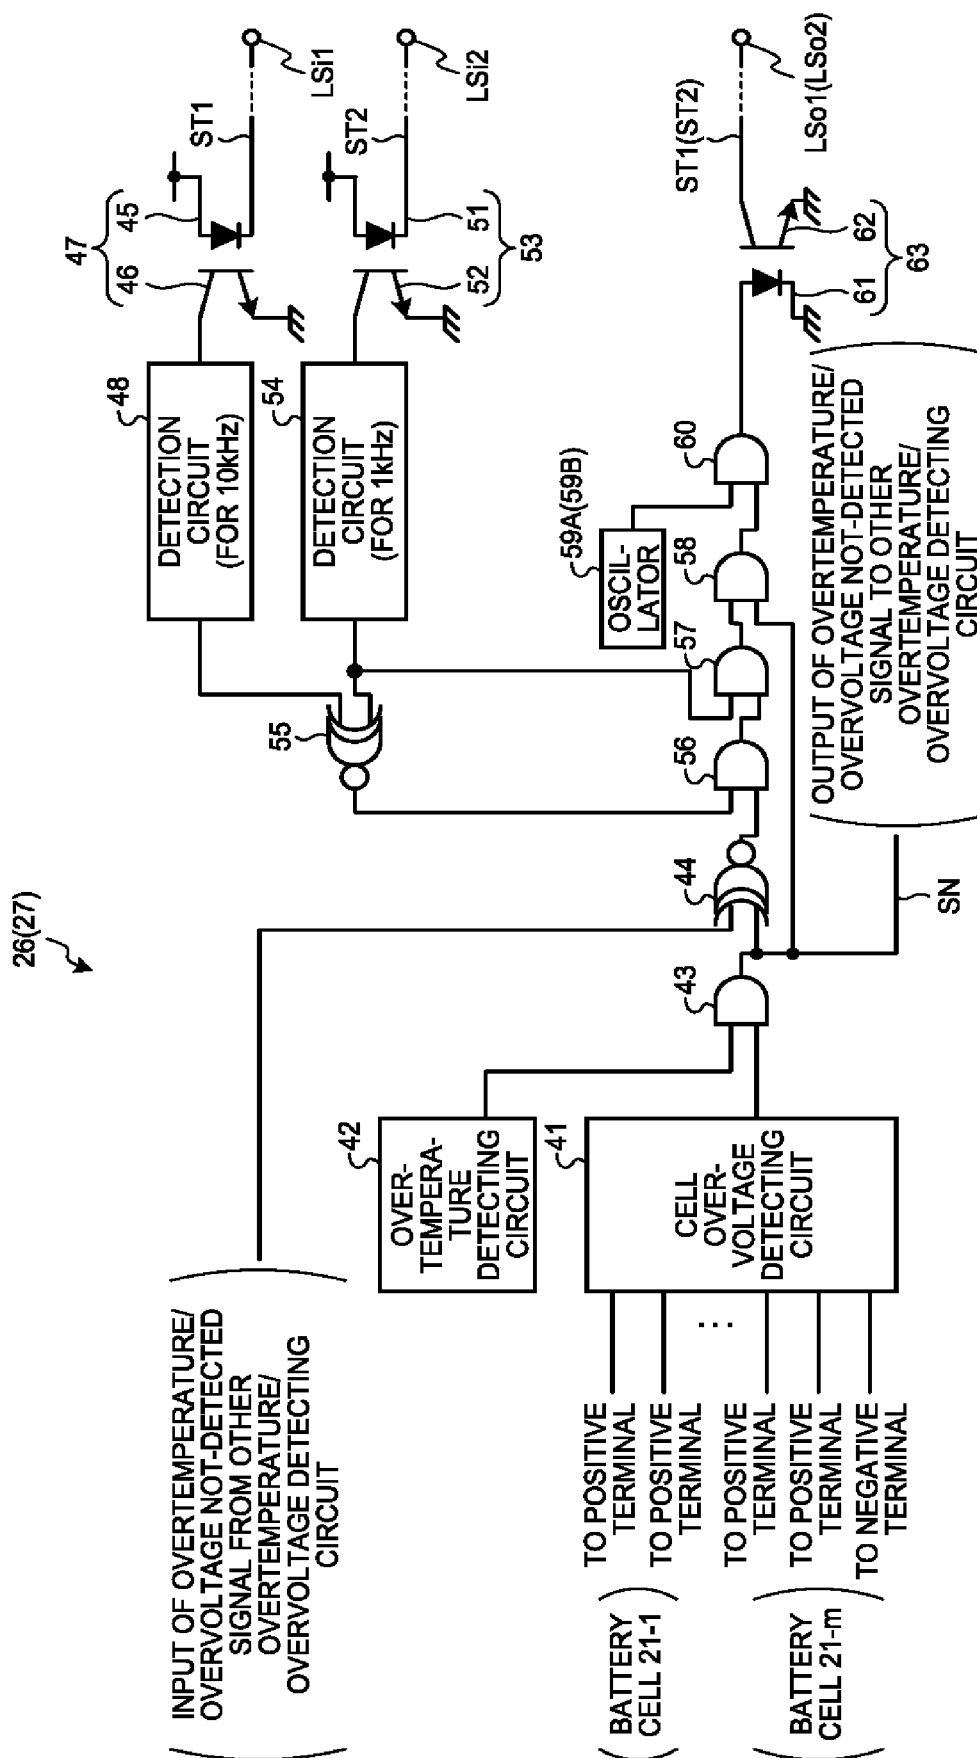 26(27)
INPUT OF OVERTEMPERATURE/
OVERVOLTAGE NOT-DETECTED
SIGNAL FROM OTHER
OVERTEMPERATURE/
OVERVOLTAGE DETECTING
CIRCUIT
42
OVER-
TEMPERA-
TURE
DETECTING
CIRCUIT
41
CELL
OVER-
VOLTAGE
DETECTING
CIRCUIT
BATTERY
CELL 21-1
TO POSITIVE
TERMINAL
TO POSITIVE
TERMINAL
...
BATTERY
CELL 21-m
TO POSITIVE
TERMINAL
TO POSITIVE
TERMINAL
TO NEGATIVE
TERMINAL
43
44
SN
55
56
57
58
59A(59B)
OSCIL-
LATOR
60
48
DETECTION
CIRCUIT
(FOR 10kHz)
54
DETECTION
CIRCUIT
(FOR 1kHz)
47
46
45
ST1
LSi1
52
51
53
ST2
LSi2
61
62
63
ST1(ST2)
LSo1(LSo2)
OUTPUT OF OVERTEMPERATURE/
OVERVOLTAGE NOT-DETECTED
SIGNAL TO OTHER
OVERTEMPERATURE/
OVERVOLTAGE DETECTING
CIRCUIT